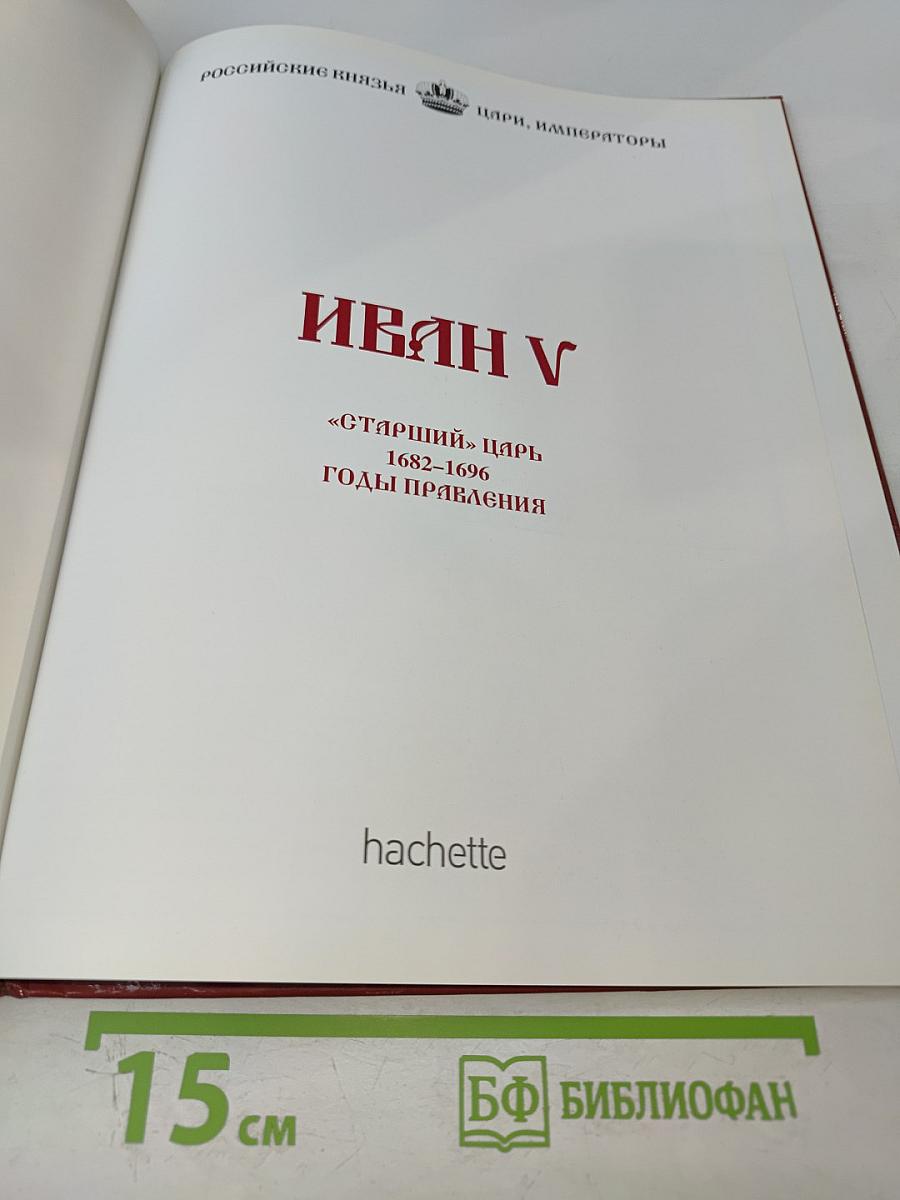 РОССИЙСКИЕ КНЯЗЬЯ ЦАРИ, ИМПЕРАТОРЫ
ИВАН V
«СТАРШИЙ» ЦАРЬ
1682–1696
ГОДЫ ПРАВЛЕНИЯ
hachette
15 см
БФ БИБЛИОФАН